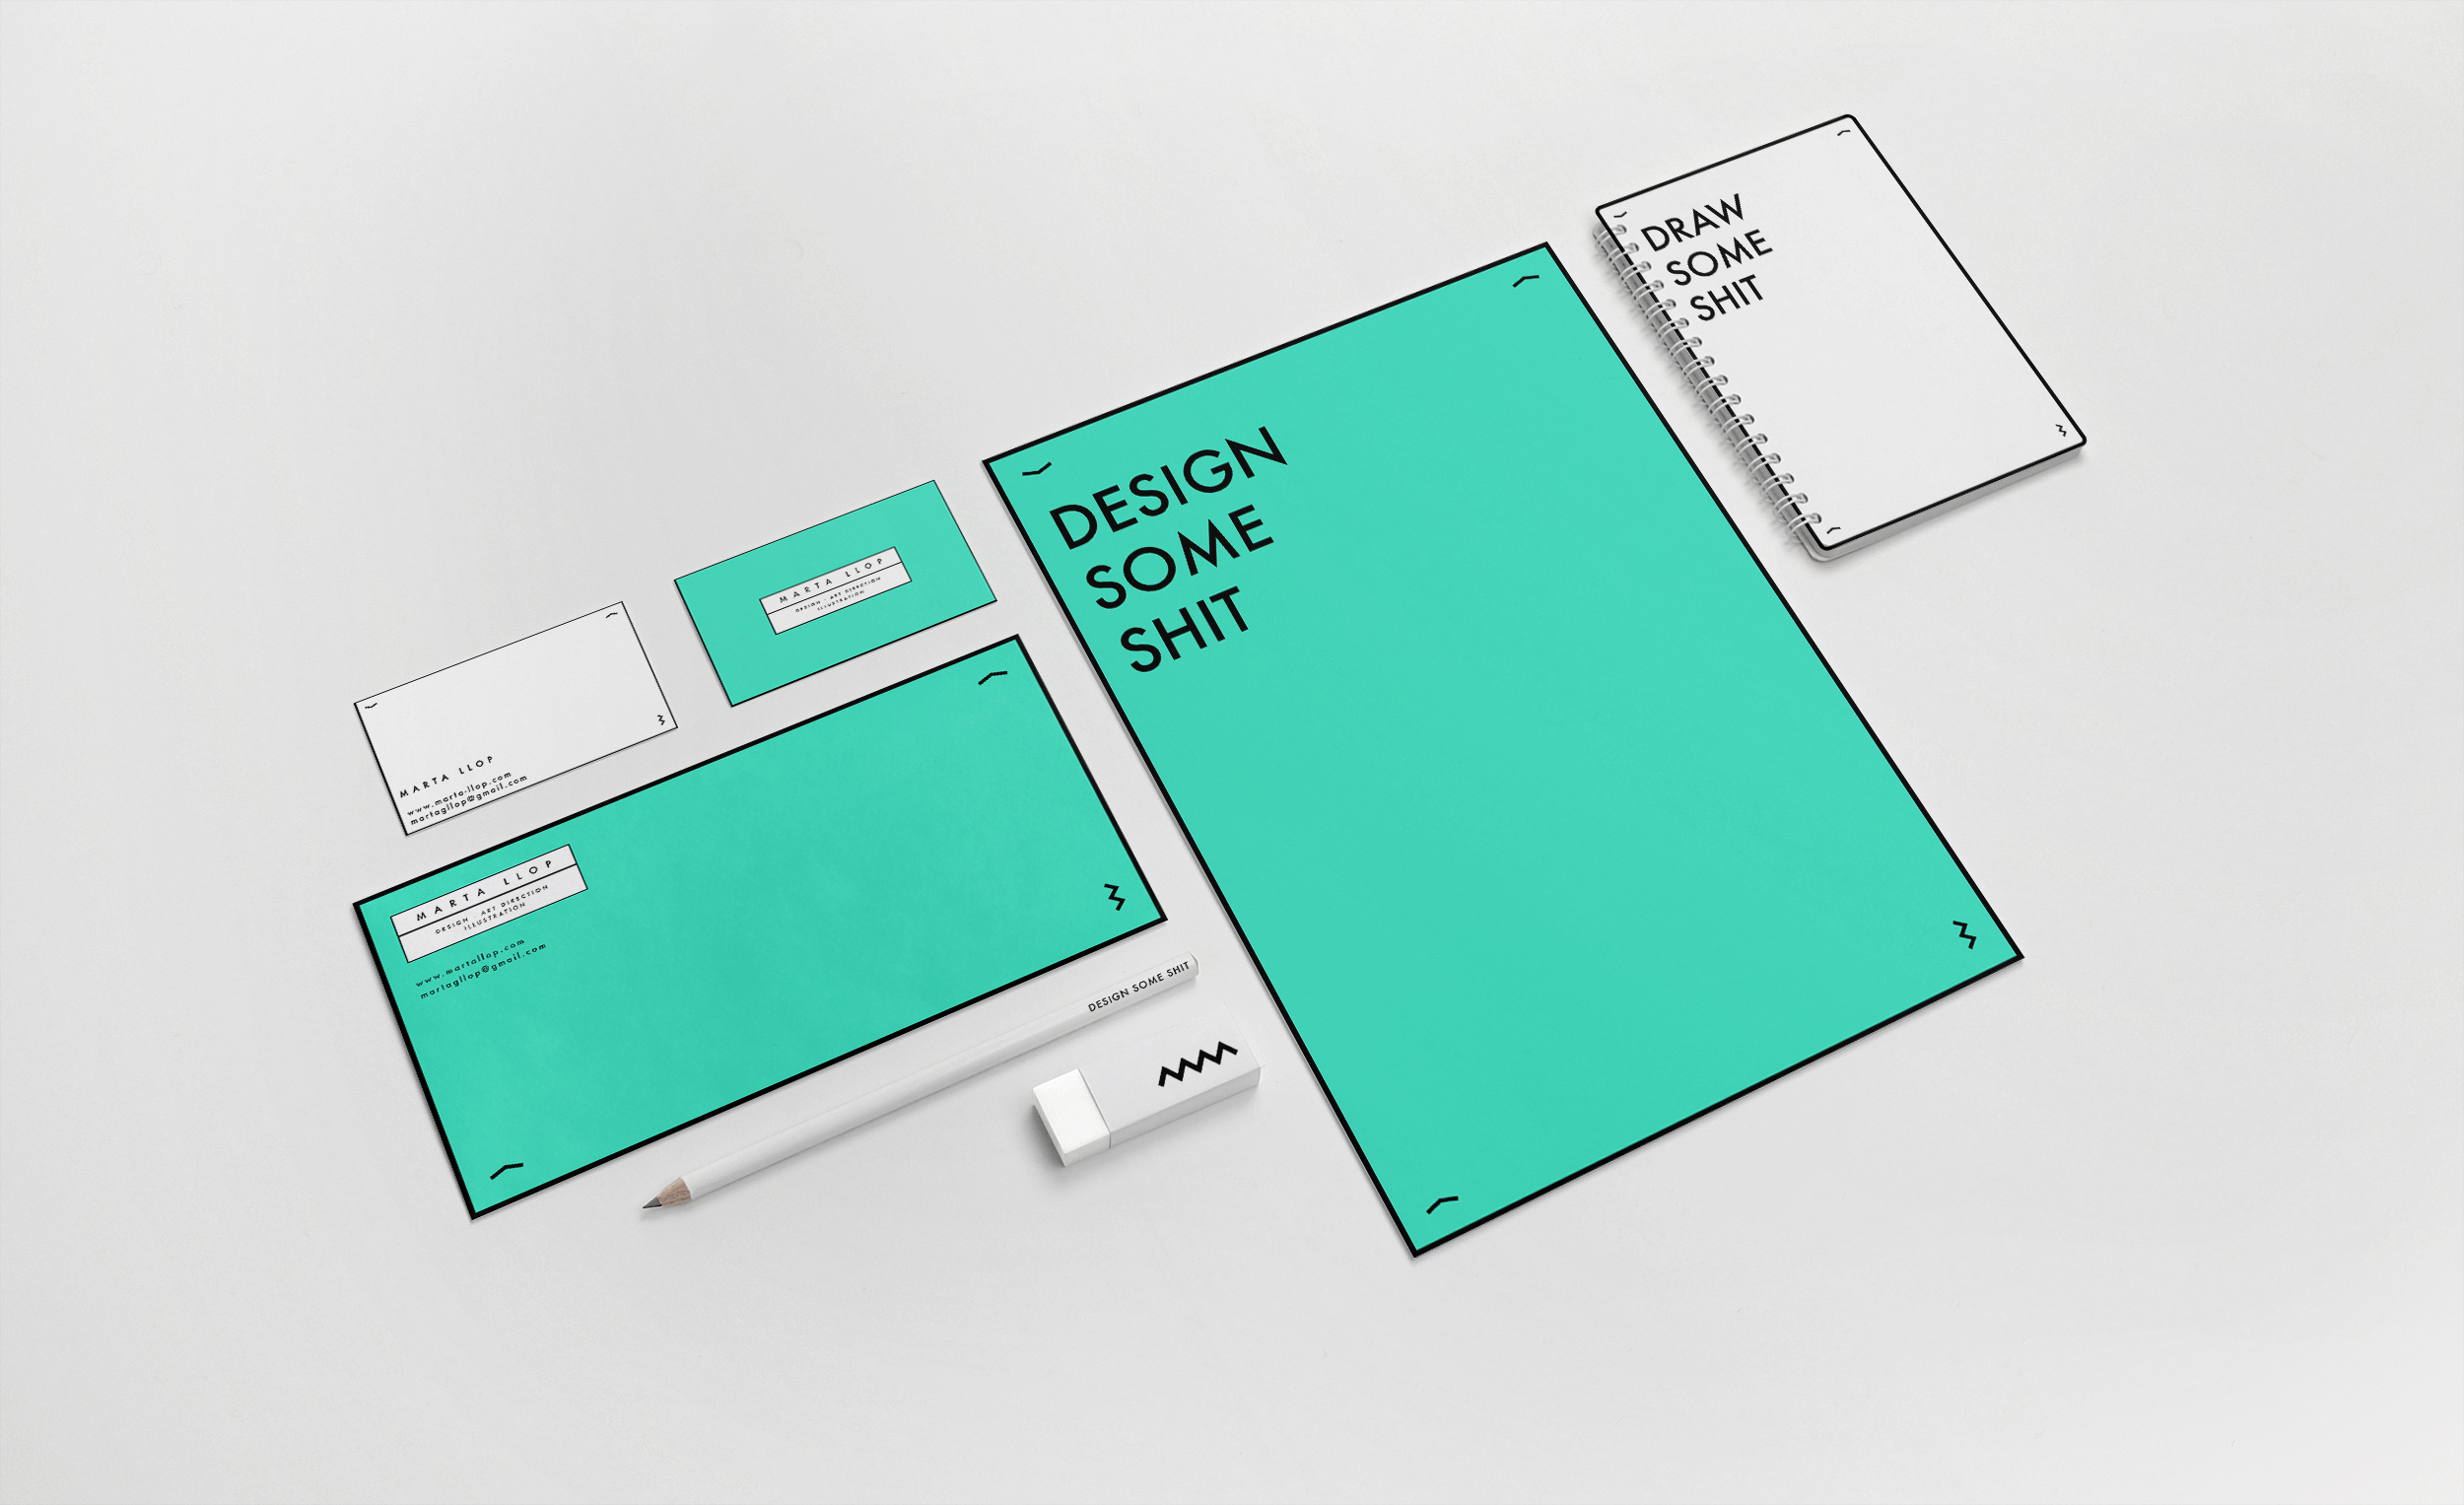 DRAW
SOME
SHIT
DESIGN
SOME
SHIT
MARTA LLOP
DESIGN . ART DIRECTION
ILLUSTRATION
MARTA LLOP
www.marta-llop.com
martagllop@gmail.com
MARTA LLOP
DESIGN . ART DIRECTION
ILLUSTRATION
www.martallop.com
martagllop@gmail.com
DESIGN SOME SHIT